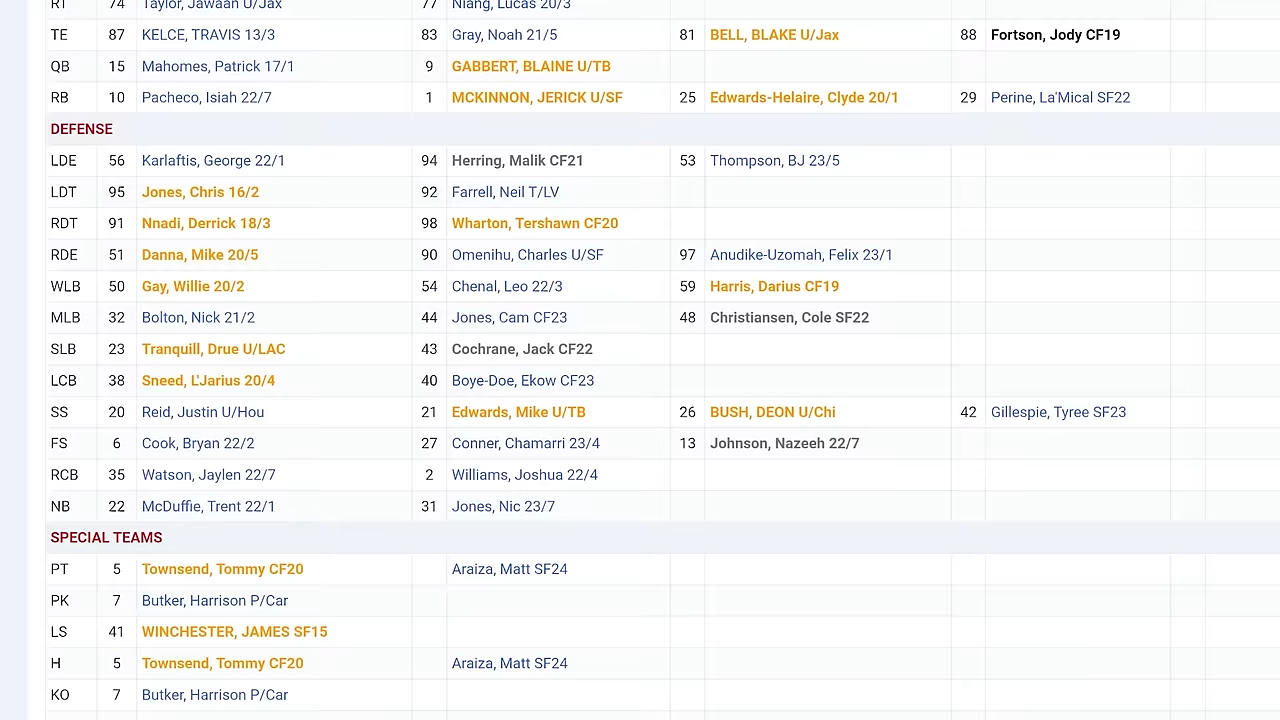 RT 74 Taylor, Jawaan U/Jax 77 Niang, Lucas 20/3
TE 87 KELCE, TRAVIS 13/3 83 Gray, Noah 21/5 81 BELL, BLAKE U/Jax 88 Fortson, Jody CF19
QB 15 Mahomes, Patrick 17/1 9 GABBERT, BLAINE U/TB
RB 10 Pacheco, Isiah 22/7 1 MCKINNON, JERICK U/SF 25 Edwards-Helaire, Clyde 20/1 29 Perine, La'Mical SF22
DEFENSE
LDE 56 Karlaftis, George 22/1 94 Herring, Malik CF21 53 Thompson, BJ 23/5
LDT 95 Jones, Chris 16/2 92 Farrell, Neil T/LV
RDT 91 Nnadi, Derrick 18/3 98 Wharton, Tershawn CF20
RDE 51 Danna, Mike 20/5 90 Omenihu, Charles U/SF 97 Anudike-Uzomah, Felix 23/1
WLB 50 Gay, Willie 20/2 54 Chenal, Leo 22/3 59 Harris, Darius CF19
MLB 32 Bolton, Nick 21/2 44 Jones, Cam CF23 48 Christiansen, Cole SF22
SLB 23 Tranquill, Drue U/LAC 43 Cochrane, Jack CF22
LCB 38 Sneed, L'Jarius 20/4 40 Boye-Doe, Ekow CF23
SS 20 Reid, Justin U/Hou 21 Edwards, Mike U/TB 26 BUSH, DEON U/Chi 42 Gillespie, Tyree SF23
FS 6 Cook, Bryan 22/2 27 Conner, Chamarri 23/4 13 Johnson, Nazeeh 22/7
RCB 35 Watson, Jaylen 22/7 2 Williams, Joshua 22/4
NB 22 McDuffie, Trent 22/1 31 Jones, Nic 23/7
SPECIAL TEAMS
PT 5 Townsend, Tommy CF20 Araiza, Matt SF24
PK 7 Butker, Harrison P/Car
LS 41 WINCHESTER, JAMES SF15
H 5 Townsend, Tommy CF20 Araiza, Matt SF24
KO 7 Butker, Harrison P/Car